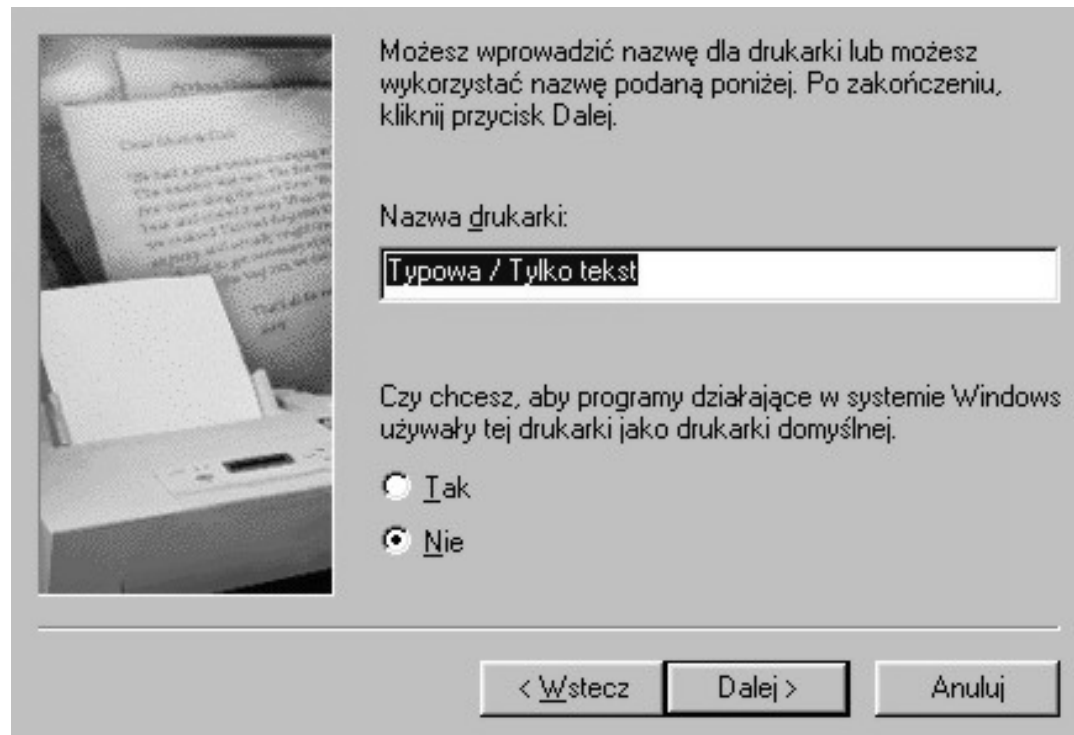 Możesz wprowadzić nazwę dla drukarki lub możesz
wykorzystać nazwę podaną poniżej. Po zakończeniu,
kliknij przycisk Dalej.
Nazwa drukarki:
Typowa / Tylko tekst
Czy chcesz, aby programy działające w systemie Windows
używały tej drukarki jako drukarki domyślnej.
Tak
Nie
< Wstecz
Dalej >
Anuluj